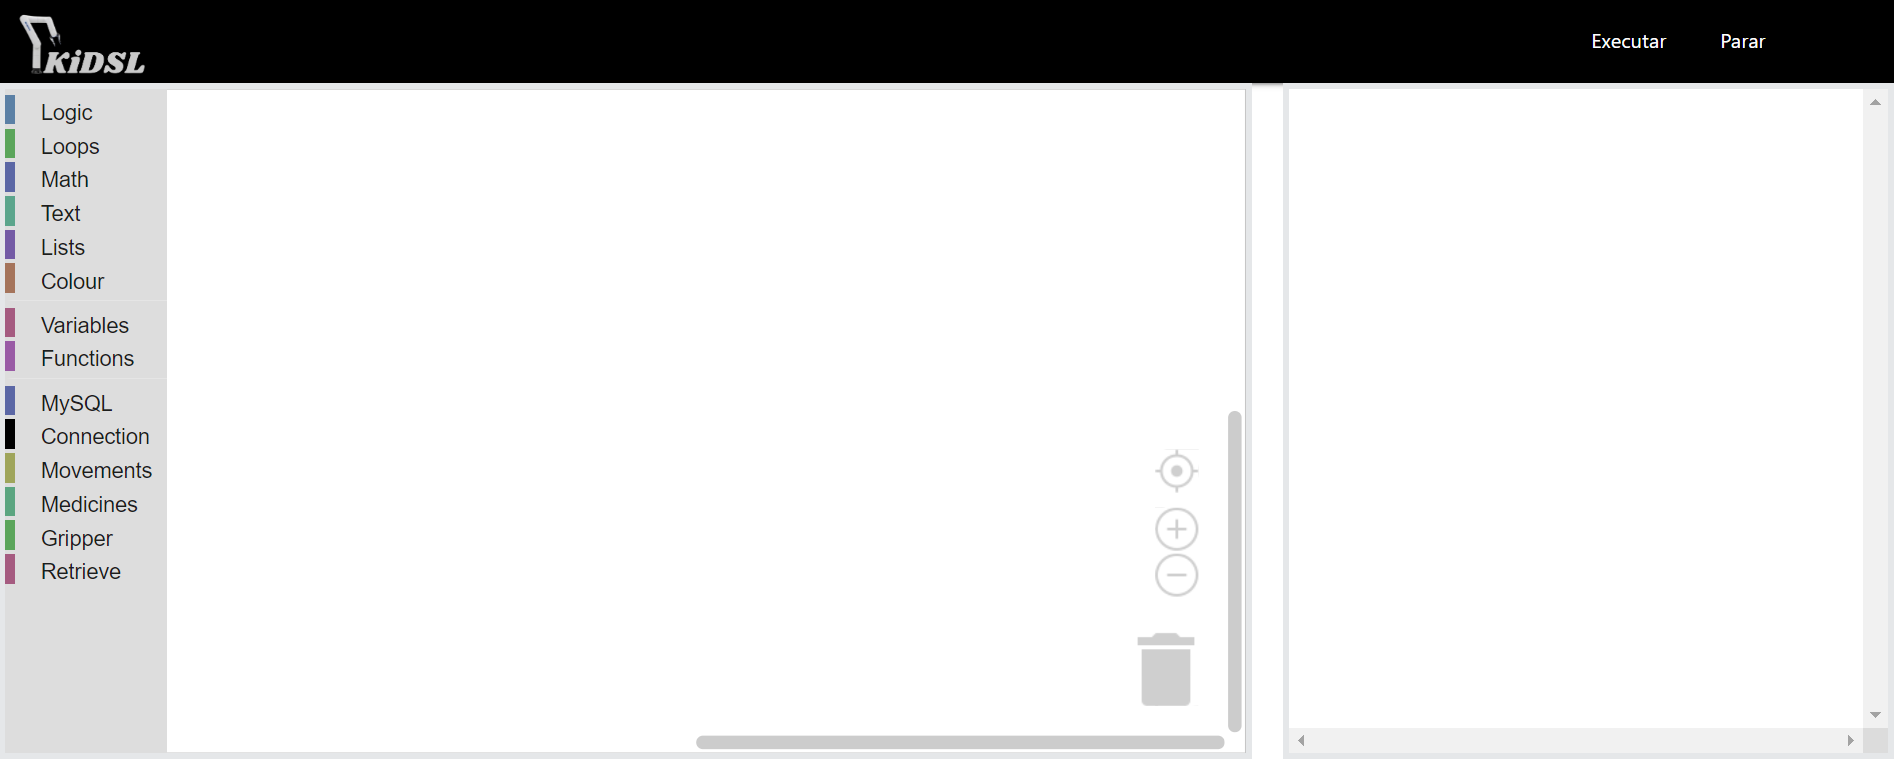 KiDSL
Executar
Parar
Logic
Loops
Math
Text
Lists
Colour
Variables
Functions
MySQL
Connection
Movements
Medicines
Gripper
Retrieve